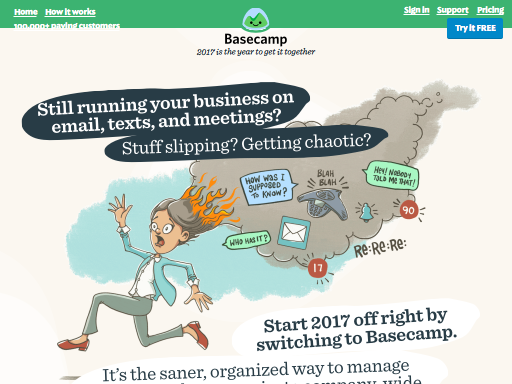 Home How it works
100,000+ paying customers
Sign in Support Pricing
Try it FREE
Basecamp
2017 is the year to get it together
Still running your business on
email, texts, and meetings?
Stuff slipping? Getting chaotic?
HOW WAS I
SUPPOSED
TO KNOW?
BLAH
BLAH
HEY! NOBODY
TOLD ME THAT!
90
WHO HAS IT?
RE: RE: RE:
17
Start 2017 off right by
switching to Basecamp.
It's the saner, organized way to manage